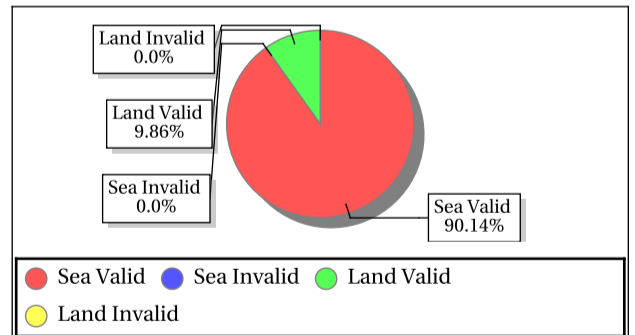 Land Invalid
0.0%
Land Valid
9.86%
Sea Invalid
0.0%
Sea Valid
90.14%
Sea Valid Sea Invalid Land Valid
Land Invalid